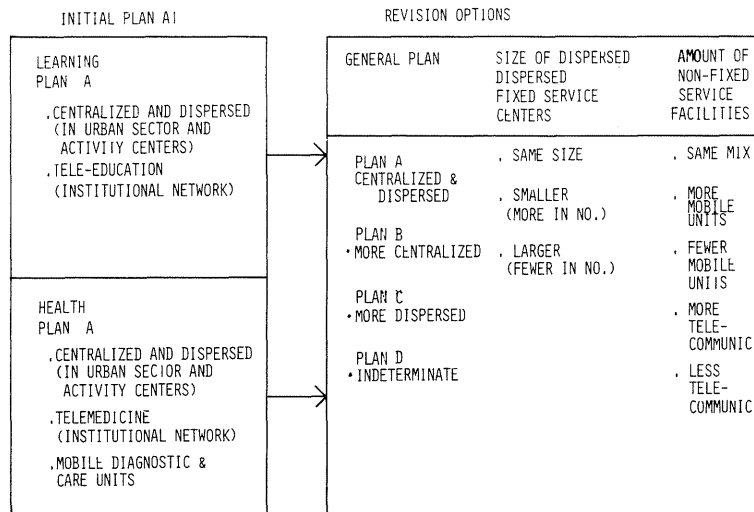 INITIAL PLAN A1
REVISION OPTIONS
LEARNING
PLAN A
.CENTRALIZED AND DISPERSED
(IN URBAN SECTOR AND
ACTIVITY CENTERS)
.TELE-EDUCATION
(INSTITUTIONAL NETWORK)
HEALTH
PLAN A
.CENTRALIZED AND DISPERSED
(IN URBAN SECTOR AND
ACTIVITY CENTERS)
.TELEMEDICINE
(INSTITUTIONAL NETWORK)
.MOBILE DIAGNOSTIC &
CARE UNITS
GENERAL PLAN
SIZE OF DISPERSED
DISPERSED
FIXED SERVICE
CENTERS
AMOUNT OF
NON-FIXED
SERVICE
FACILITIES
PLAN A
CENTRALIZED &
DISPERSED
PLAN B
•MORE CENTRALIZED
PLAN C
•MORE DISPERSED
PLAN D
•INDETERMINATE
. SAME SIZE
. SMALLER
(MORE IN NO.)
. LARGER
(FEWER IN NO.)
. SAME MIX
. MORE
MOBILE
UNITS
. FEWER
MOBILE
UNITS
. MORE
TELE-
COMMUNIC
. LESS
TELE-
COMMUNIC